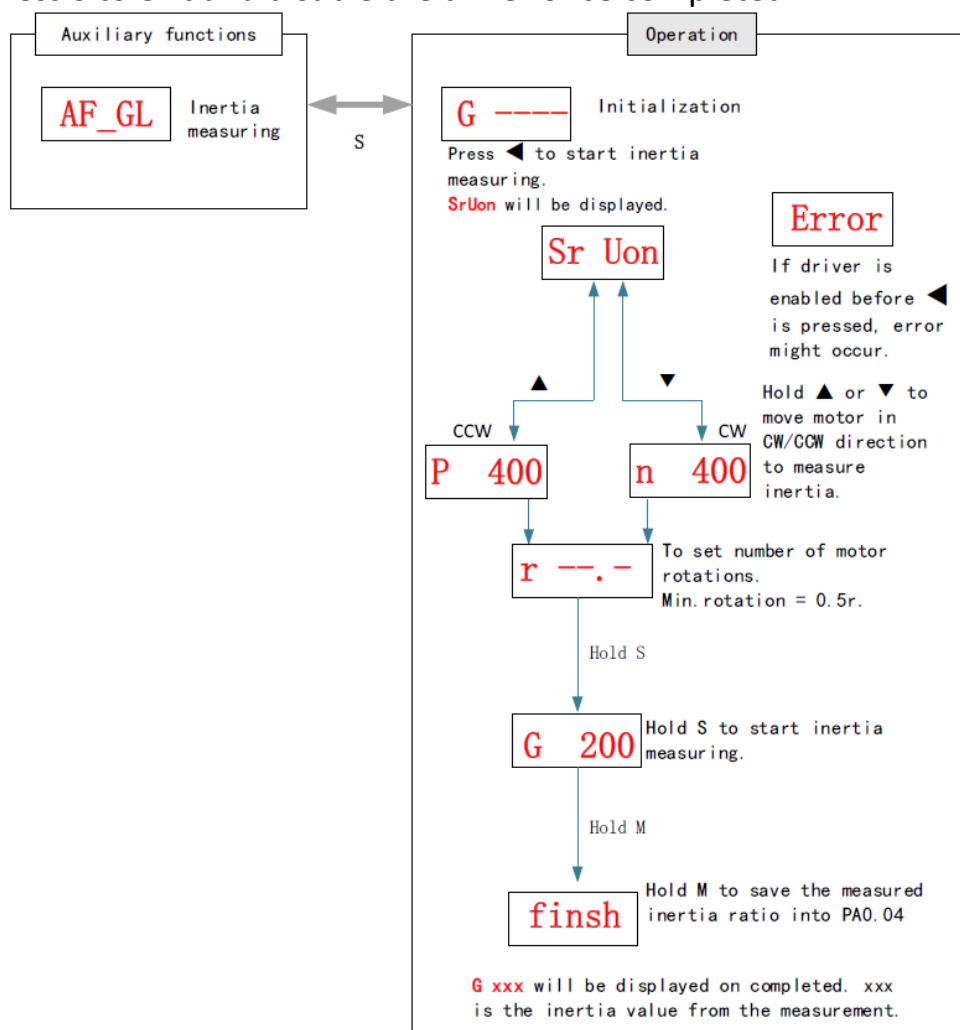 Auxiliary functions
Operation
AF_GL
Inertia
measuring
S
G ----
Initialization
Press ◀ to start inertia
measuring.
SrUon will be displayed.
Sr Uon
Error
If driver is
enabled before ◀
is pressed, error
might occur.
▲
▼
Hold ▲ or ▼ to
move motor in
CW/CCW direction
to measure
inertia.
CCW
CW
P 400
n 400
r --.-
To set number of motor
rotations.
Min.rotation = 0.5r.
Hold S
G 200
Hold S to start inertia
measuring.
Hold M
finsh
Hold M to save the measured
inertia ratio into PA0.04
G xxx will be displayed on completed. xxx
is the inertia value from the measurement.